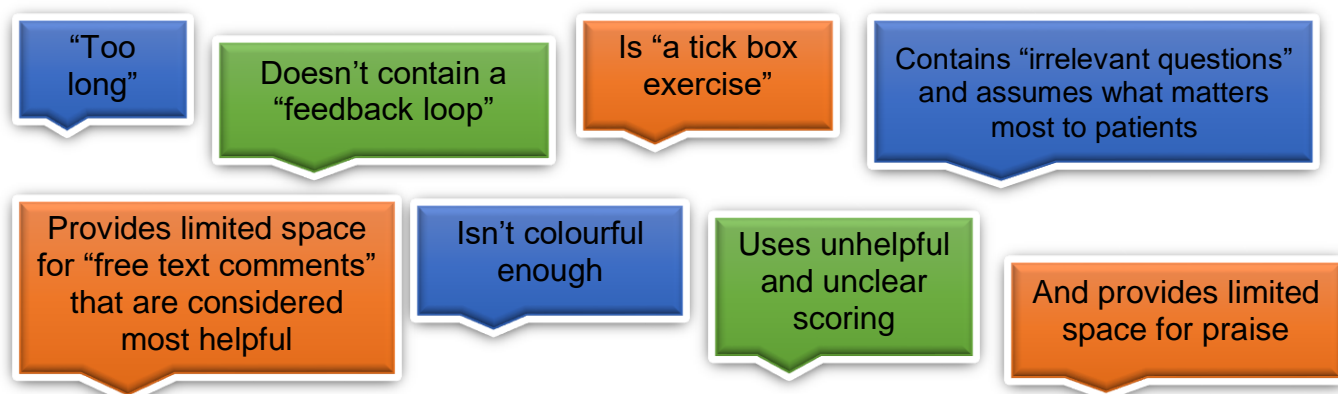 “Too
long”
Doesn’t contain a
“feedback loop”
Is “a tick box
exercise”
Contains “irrelevant questions”
and assumes what matters
most to patients
Provides limited space
for “free text comments”
that are considered
most helpful
Isn’t colourful
enough
Uses unhelpful
and unclear
scoring
And provides limited
space for praise